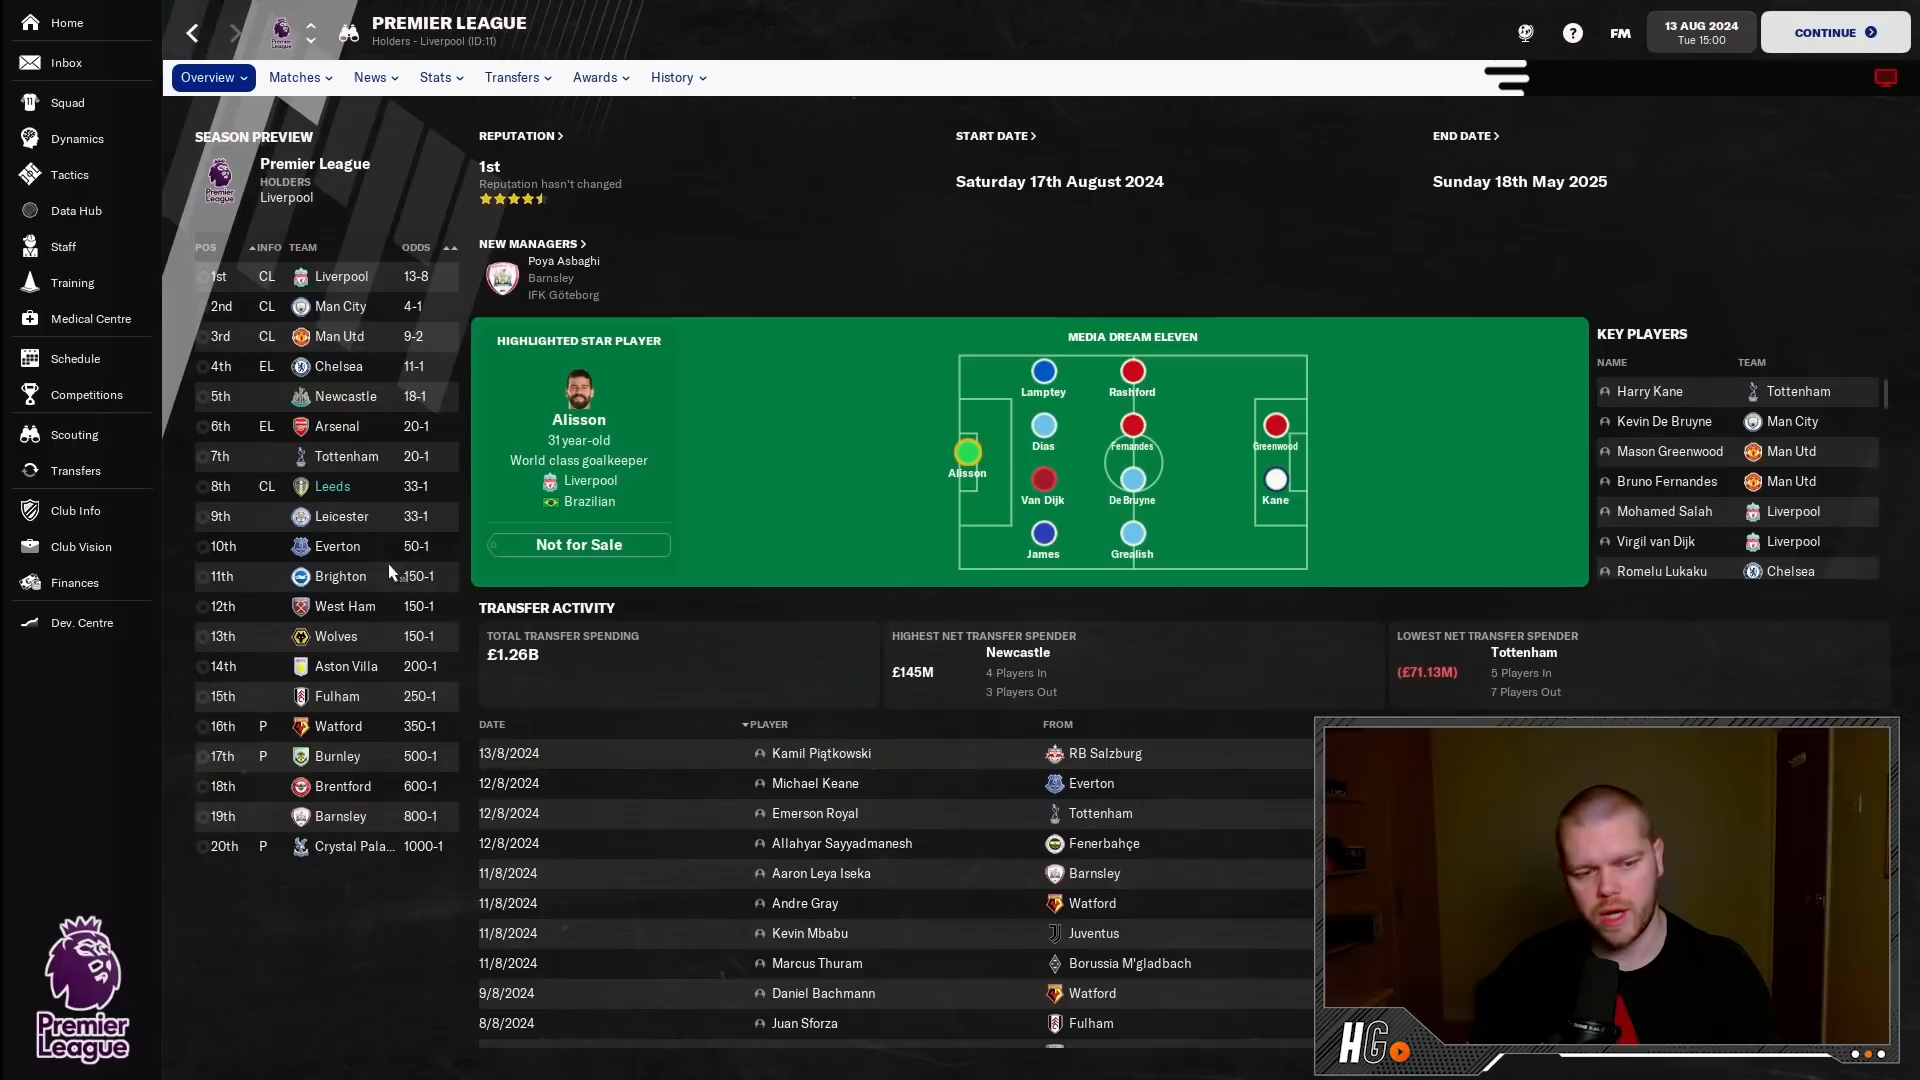 Home
Inbox
Squad
Dynamics
Tactics
Data Hub
Staff
Training
Medical Centre
Schedule
Competitions
Scouting
Transfers
Club Info
Club Vision
Finances
Dev. Centre
Premier
League
PREMIER LEAGUE
Holders - Liverpool (ID:11)
?
FM
13 AUG 2024
Tue 15:00
CONTINUE
Overview
Matches
News
Stats
Transfers
Awards
History
SEASON PREVIEW
Premier League
HOLDERS
Liverpool
POS INFO TEAM ODDS
1st CL Liverpool 13-8
2nd CL Man City 4-1
3rd CL Man Utd 9-2
4th EL Chelsea 11-1
5th Newcastle 18-1
6th EL Arsenal 20-1
7th Tottenham 20-1
8th CL Leeds 33-1
9th Leicester 33-1
10th Everton 50-1
11th Brighton 150-1
12th West Ham 150-1
13th Wolves 150-1
14th Aston Villa 200-1
15th Fulham 250-1
16th P Watford 350-1
17th P Burnley 500-1
18th Brentford 600-1
19th Barnsley 800-1
20th P Crystal Pala... 1000-1
REPUTATION
1st
Reputation hasn't changed
START DATE
Saturday 17th August 2024
END DATE
Sunday 18th May 2025
NEW MANAGERS
Poya Asbaghi
Barnsley
IFK Göteborg
HIGHLIGHTED STAR PLAYER
Alisson
31 year-old
World class goalkeeper
Liverpool
Brazilian
Not for Sale
MEDIA DREAM ELEVEN
Lamptey
Rashford
Dias
Fernandes
Greenwood
Alisson
Van Dijk
De Bruyne
Kane
James
Grealish
KEY PLAYERS
NAME TEAM
Harry Kane Tottenham
Kevin De Bruyne Man City
Mason Greenwood Man Utd
Bruno Fernandes Man Utd
Mohamed Salah Liverpool
Virgil van Dijk Liverpool
Romelu Lukaku Chelsea
TRANSFER ACTIVITY
TOTAL TRANSFER SPENDING
£1.26B
HIGHEST NET TRANSFER SPENDER
Newcastle
£145M
4 Players In
3 Players Out
LOWEST NET TRANSFER SPENDER
Tottenham
(£71.13M)
5 Players In
7 Players Out
DATE PLAYER FROM
13/8/2024 Kamil Piątkowski RB Salzburg
12/8/2024 Michael Keane Everton
12/8/2024 Emerson Royal Tottenham
12/8/2024 Allahyar Sayyadmanesh Fenerbahçe
11/8/2024 Aaron Leya Iseka Barnsley
11/8/2024 Andre Gray Watford
11/8/2024 Kevin Mbabu Juventus
11/8/2024 Marcus Thuram Borussia M'gladbach
9/8/2024 Daniel Bachmann Watford
8/8/2024 Juan Sforza Fulham
HG